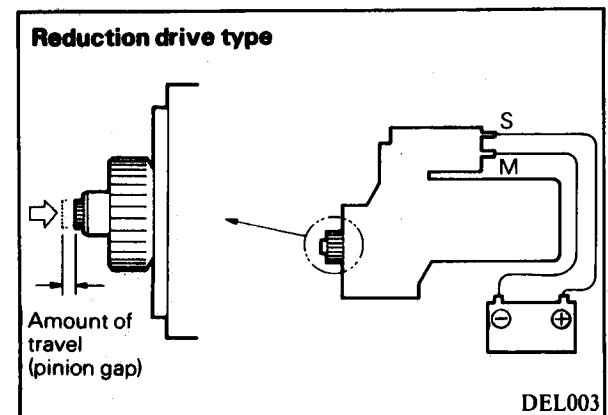 Reduction drive type
S
M
Amount of
travel
(pinion gap)
⊖ ⊕
DEL003